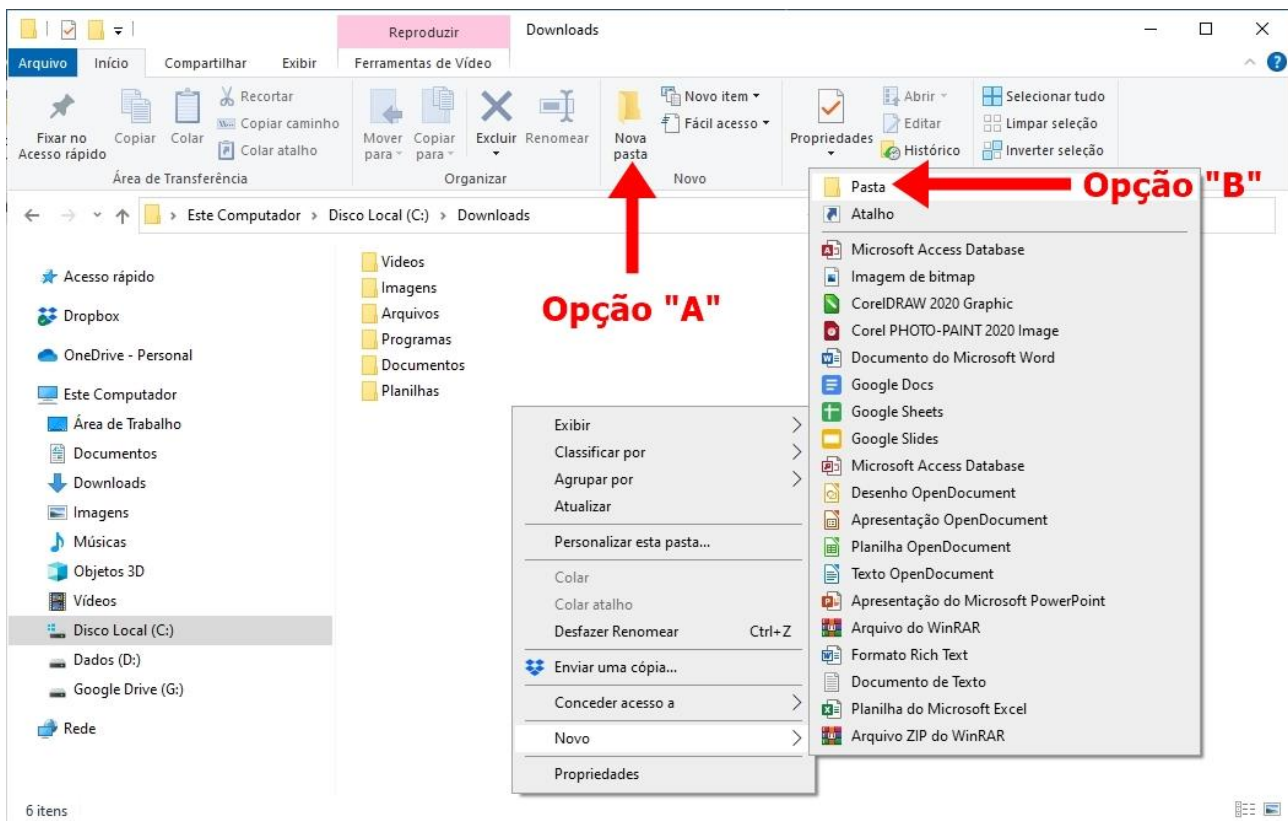 Reproduzir
Downloads
Arquivo
Início
Compartilhar
Exibir
Ferramentas de Vídeo
Fixar no
Acesso rápido
Copiar
Colar
Recortar
Copiar caminho
Colar atalho
Área de Transferência
Mover
para
Copiar
para
Excluir
Renomear
Organizar
Nova
pasta
Novo item
Fácil acesso
Novo
Propriedades
Abrir
Editar
Histórico
Selecionar tudo
Limpar seleção
Inverter seleção
Este Computador
Disco Local (C:)
Downloads
Acesso rápido
Dropbox
OneDrive - Personal
Este Computador
Área de Trabalho
Documentos
Downloads
Imagens
Músicas
Objetos 3D
Vídeos
Disco Local (C:)
Dados (D:)
Google Drive (G:)
Rede
Videos
Imagens
Arquivos
Programas
Documentos
Planilhas
Opção "A"
Exibir
Classificar por
Agrupar por
Atualizar
Personalizar esta pasta...
Colar
Colar atalho
Desfazer Renomear Ctrl+Z
Enviar uma cópia...
Conceder acesso a
Novo
Propriedades
Opção "B"
Pasta
Atalho
Microsoft Access Database
Imagem de bitmap
CorelDRAW 2020 Graphic
Corel PHOTO-PAINT 2020 Image
Documento do Microsoft Word
Google Docs
Google Sheets
Google Slides
Microsoft Access Database
Desenho OpenDocument
Apresentação OpenDocument
Planilha OpenDocument
Texto OpenDocument
Apresentação do Microsoft PowerPoint
Arquivo do WinRAR
Formato Rich Text
Documento de Texto
Planilha do Microsoft Excel
Arquivo ZIP do WinRAR
6 itens